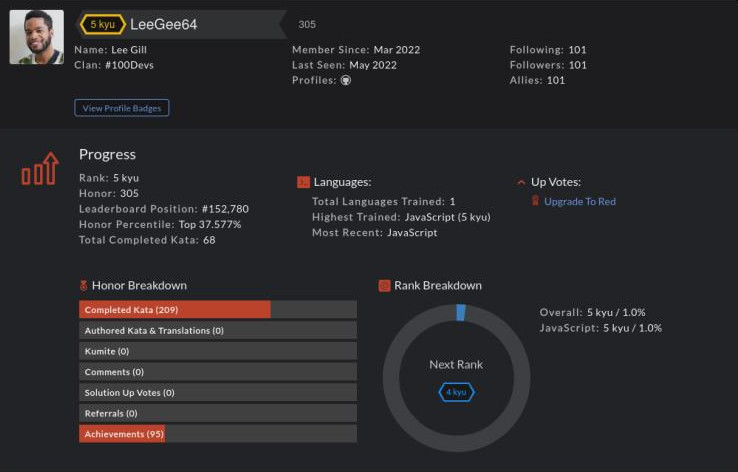 5 kyu LeeGee64 305
Name: Lee Gill
Clan: #100Devs
Member Since: Mar 2022
Last Seen: May 2022
Profiles:
Following: 101
Followers: 101
Allies: 101
View Profile Badges
Progress
Rank: 5 kyu
Honor: 305
Leaderboard Position: #152,780
Honor Percentile: Top 37.577%
Total Completed Kata: 68
Languages:
Total Languages Trained: 1
Highest Trained: JavaScript (5 kyu)
Most Recent: JavaScript
Up Votes:
Upgrade To Red
Honor Breakdown
Completed Kata (209)
Authored Kata & Translations (0)
Kumite (0)
Comments (0)
Solution Up Votes (0)
Referrals (0)
Achievements (95)
Rank Breakdown
Next Rank
4 kyu
Overall: 5 kyu / 1.0%
JavaScript: 5 kyu / 1.0%